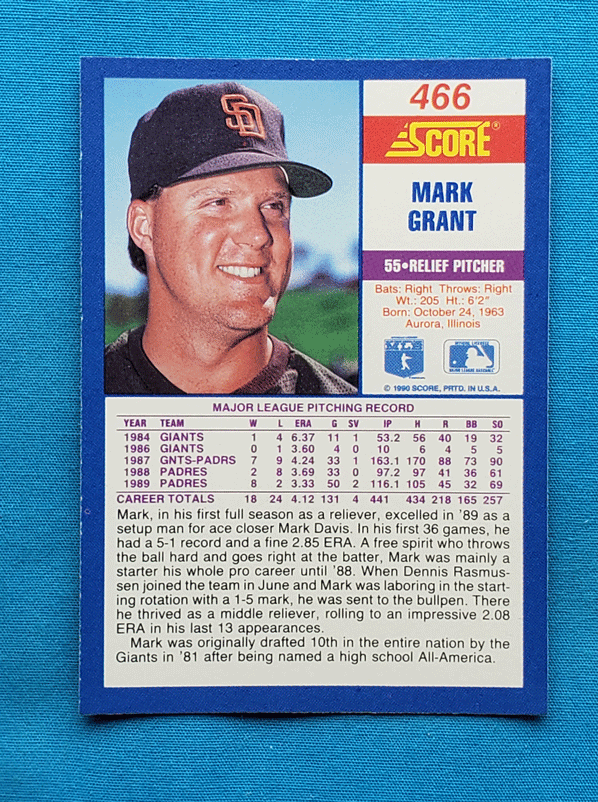 SD
466
SCORE®
MARK
GRANT
55•RELIEF PITCHER
Bats: Right Throws: Right
Wt.: 205 Ht.: 6'2"
Born: October 24, 1963
Aurora, Illinois
© 1990 SCORE, PRTD. IN U.S.A.
MAJOR LEAGUE PITCHING RECORD
YEAR TEAM W L ERA G SV IP H R BB SO
1984 GIANTS 1 4 6.37 11 1 53.2 56 40 19 32
1986 GIANTS 0 1 3.60 4 0 10 6 4 5 5
1987 GNTS-PADRS 7 9 4.24 33 1 163.1 170 88 73 90
1988 PADRES 2 8 3.69 33 0 97.2 97 41 36 61
1989 PADRES 8 2 3.33 50 2 116.1 105 45 32 69
CAREER TOTALS 18 24 4.12 131 4 441 434 218 165 257
Mark, in his first full season as a reliever, excelled in '89 as a
setup man for ace closer Mark Davis. In his first 36 games, he
had a 5-1 record and a fine 2.85 ERA. A free spirit who throws
the ball hard and goes right at the batter, Mark was mainly a
starter his whole pro career until '88. When Dennis Rasmus-
sen joined the team in June and Mark was laboring in the start-
ing rotation with a 1-5 mark, he was sent to the bullpen. There
he thrived as a middle reliever, rolling to an impressive 2.08
ERA in his last 13 appearances.
Mark was originally drafted 10th in the entire nation by the
Giants in '81 after being named a high school All-America.